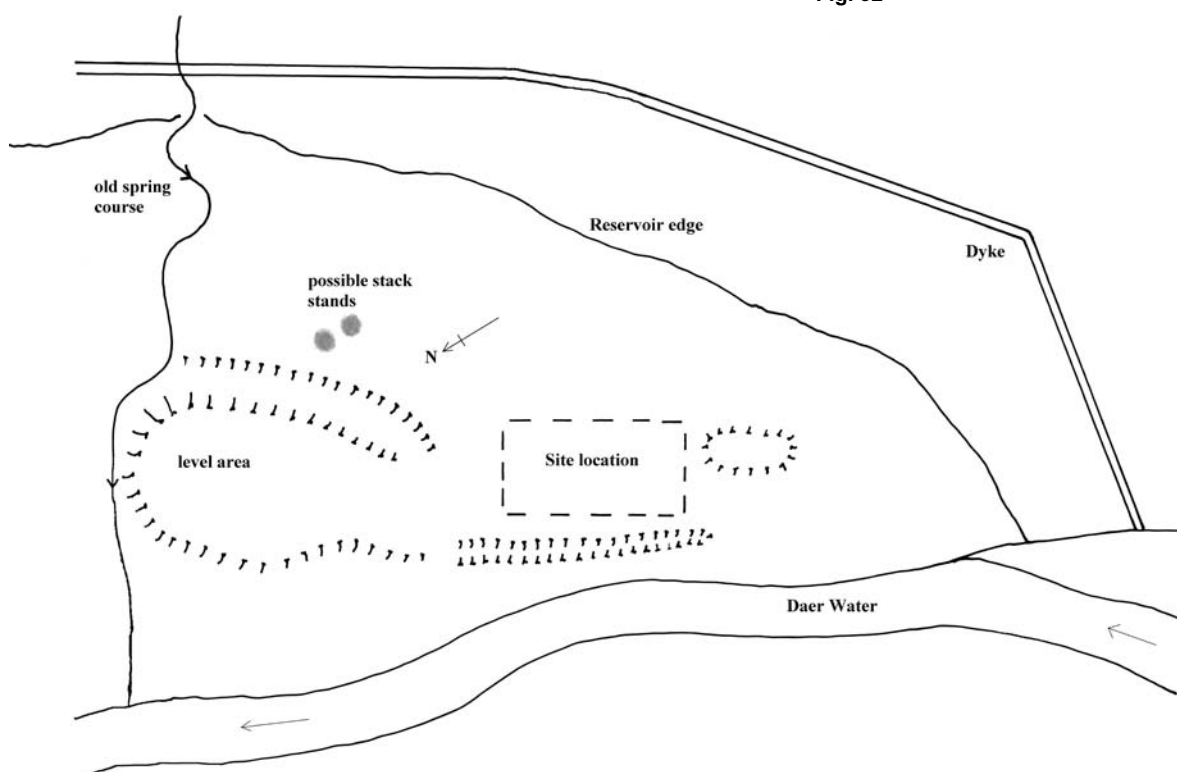 old spring
course
Reservoir edge
Dyke
possible stack
stands
N
level area
Site location
Daer Water